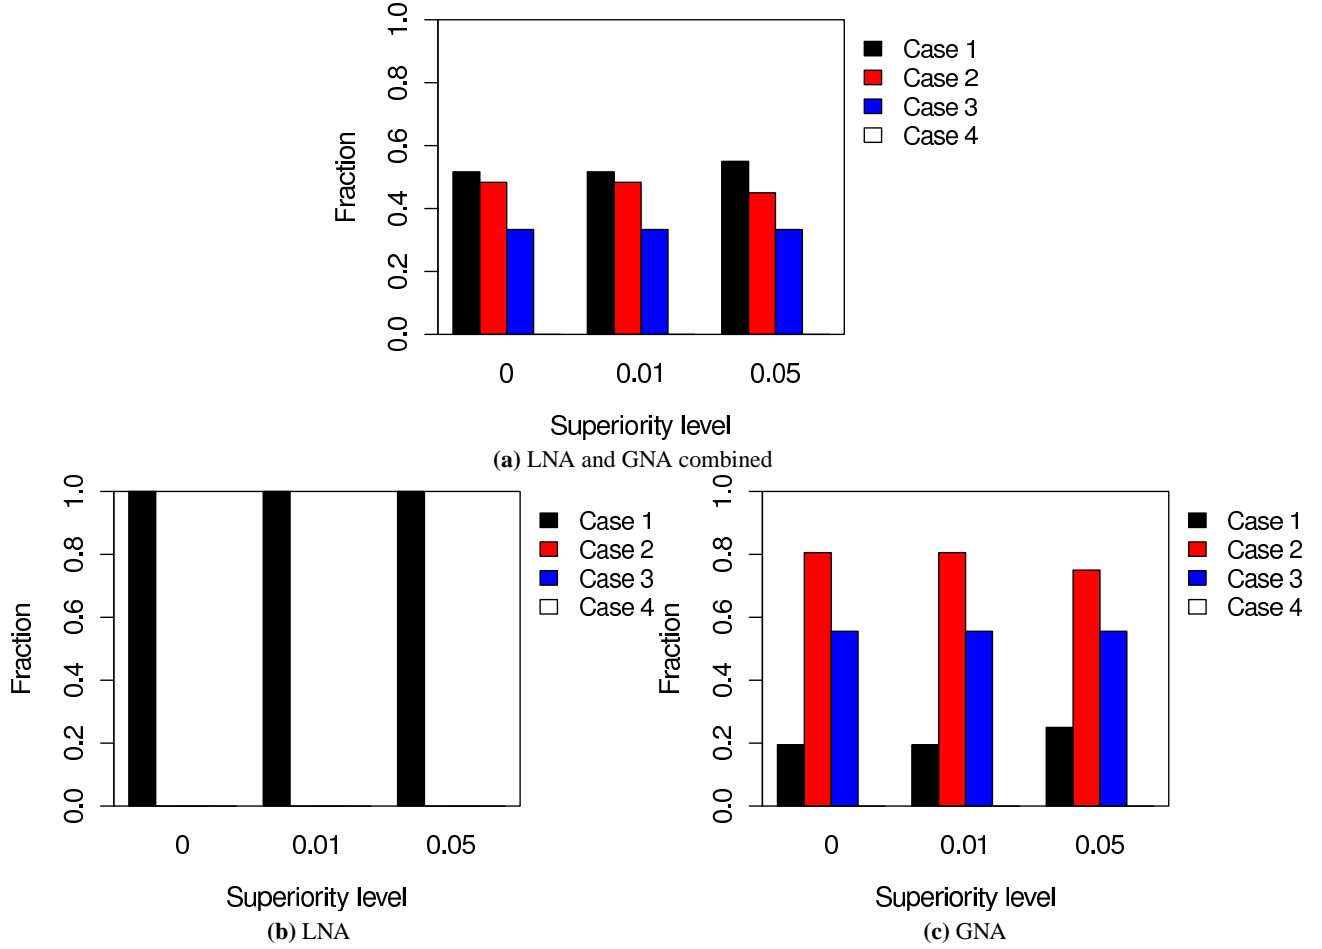 1.0
0.8
0.6
0.4
0.2
0.0
Fraction
0 0.01 0.05
Superiority level
Case 1
Case 2
Case 3
Case 4
(a) LNA and GNA combined
1.0
0.8
0.6
0.4
0.2
0.0
Fraction
0 0.01 0.05
Superiority level
Case 1
Case 2
Case 3
Case 4
(b) LNA
1.0
0.8
0.6
0.4
0.2
0.0
Fraction
0 0.01 0.05
Superiority level
Case 1
Case 2
Case 3
Case 4
(c) GNA